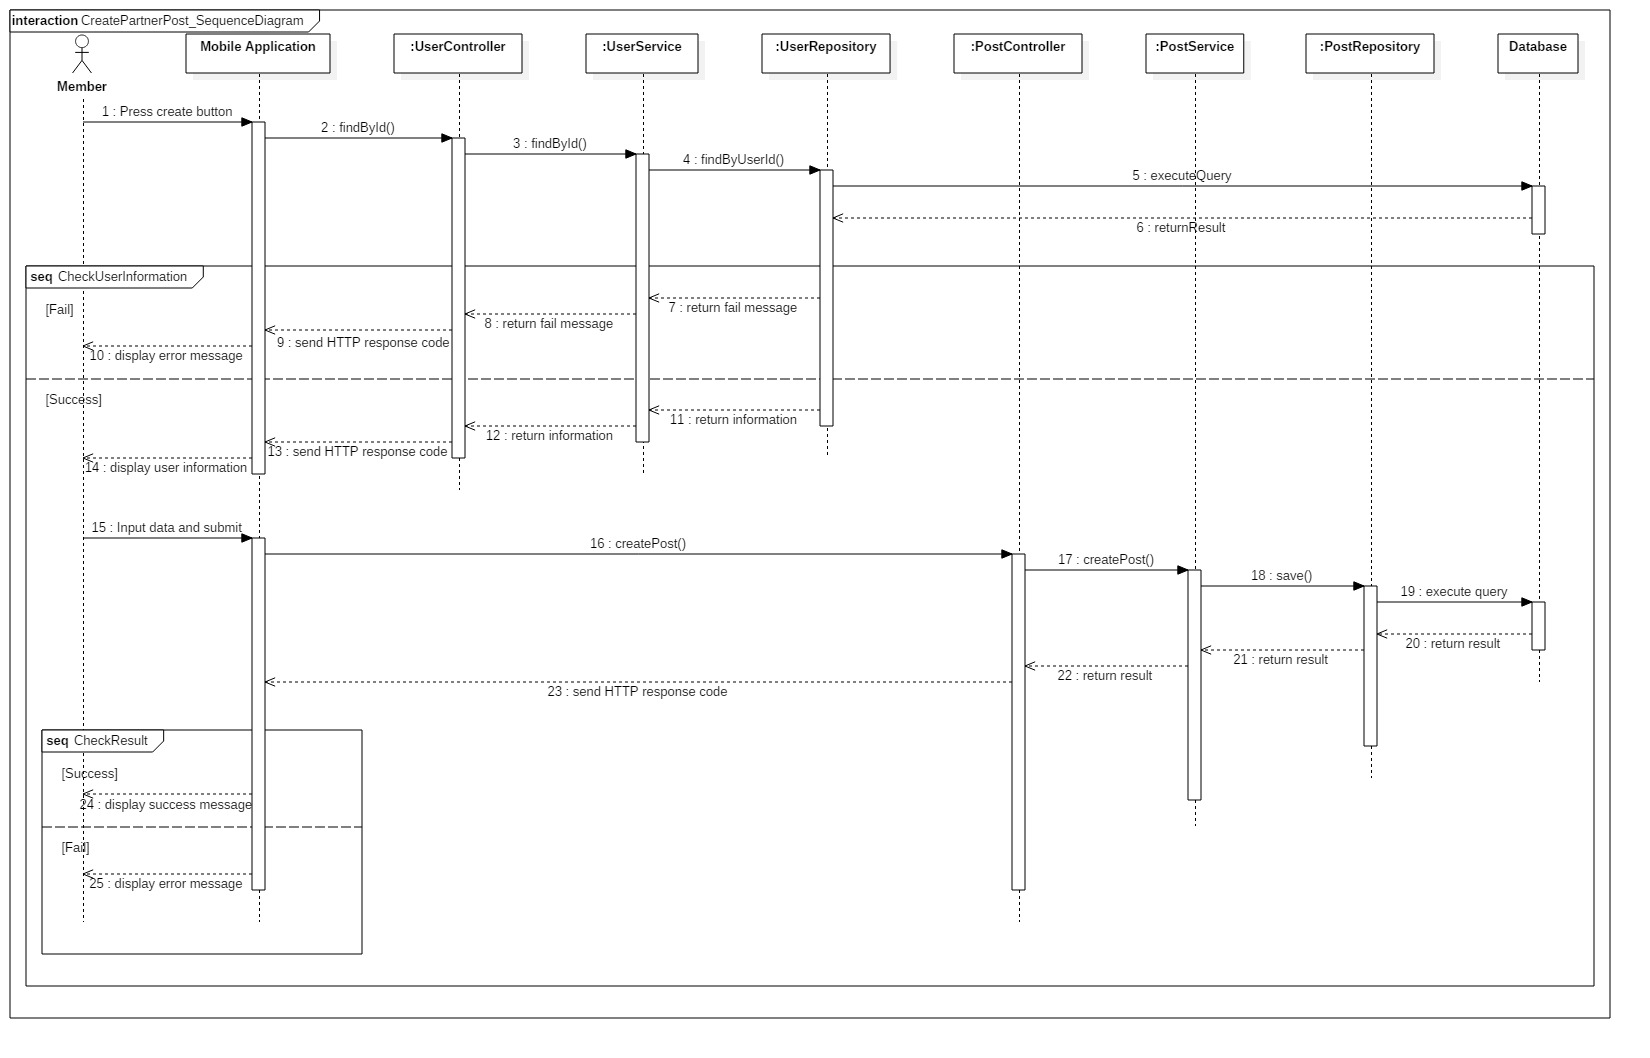 interaction CreatePartnerPost_SequenceDiagram
Member
Mobile Application
:UserController
:UserService
:UserRepository
:PostController
:PostService
:PostRepository
Database
1 : Press create button
2 : findById()
3 : findById()
4 : findByUserId()
5 : executeQuery
6 : returnResult
seq CheckUserInformation
[Fail]
7 : return fail message
8 : return fail message
9 : send HTTP response code
10 : display error message
[Success]
11 : return information
12 : return information
13 : send HTTP response code
14 : display user information
15 : Input data and submit
16 : createPost()
17 : createPost()
18 : save()
19 : execute query
20 : return result
21 : return result
22 : return result
23 : send HTTP response code
seq CheckResult
[Success]
24 : display success message
[Fail]
25 : display error message